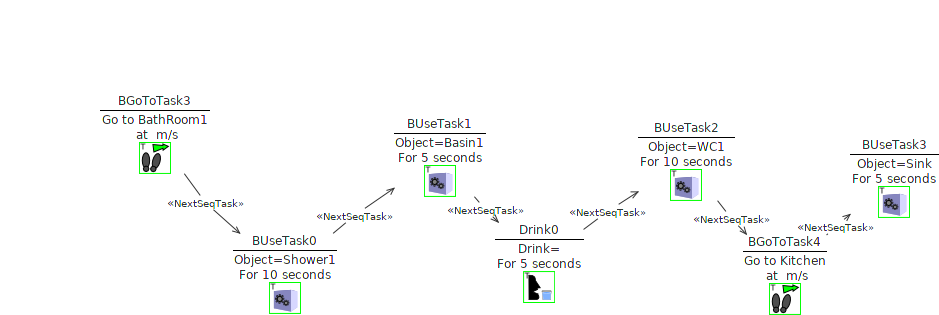 BGoToTask3
Go to BathRoom1
at  m/s
«NextSeqTask»
BUseTask0
Object=Shower1
For 10 seconds
«NextSeqTask»
BUseTask1
Object=Basin1
For 5 seconds
«NextSeqTask»
Drink0
Drink=
For 5 seconds
«NextSeqTask»
BUseTask2
Object=WC1
For 10 seconds
«NextSeqTask»
BGoToTask4
Go to Kitchen
at  m/s
«NextSeqTask»
BUseTask3
Object=Sink
For 5 seconds